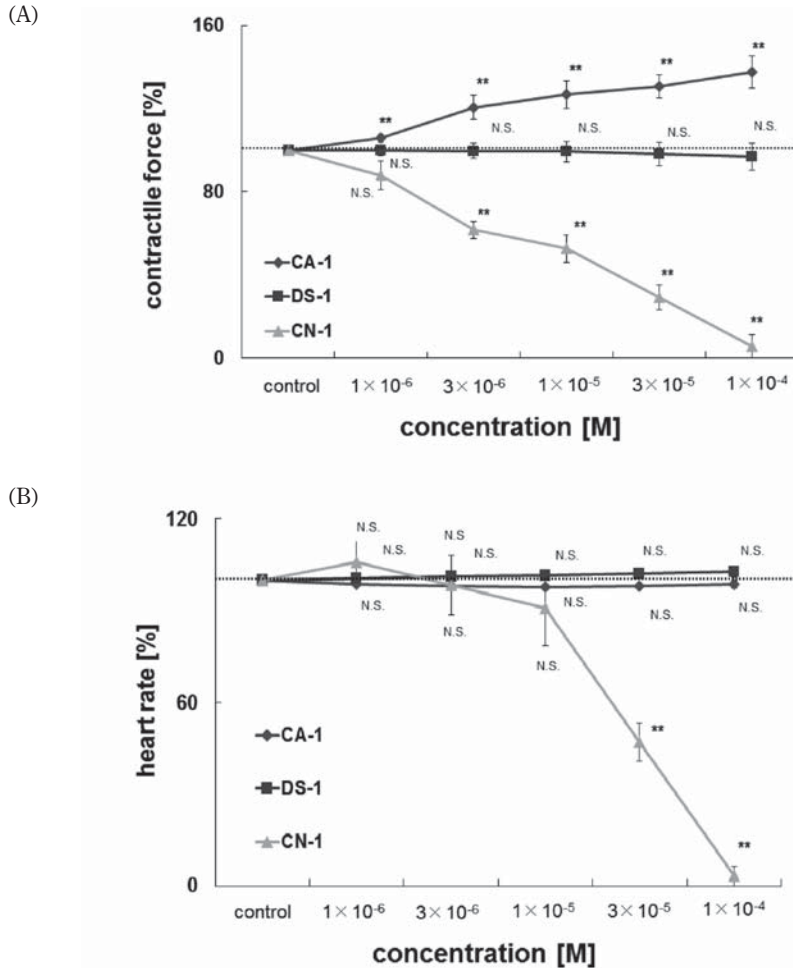 (A)
160
80
0
contractile force [%]
**
**
**
**
**
N.S.
N.S.
N.S.
N.S.
N.S.
N.S.
**
**
**
**
CA-1
DS-1
CN-1
control
1×10⁻⁶
3×10⁻⁶
1×10⁻⁵
3×10⁻⁵
1×10⁻⁴
concentration [M]
(B)
120
60
0
heart rate [%]
N.S.
N.S.
N.S
N.S.
N.S.
N.S.
N.S.
N.S.
N.S.
N.S.
N.S.
N.S.
N.S.
**
**
CA-1
DS-1
CN-1
control
1×10⁻⁶
3×10⁻⁶
1×10⁻⁵
3×10⁻⁵
1×10⁻⁴
concentration [M]